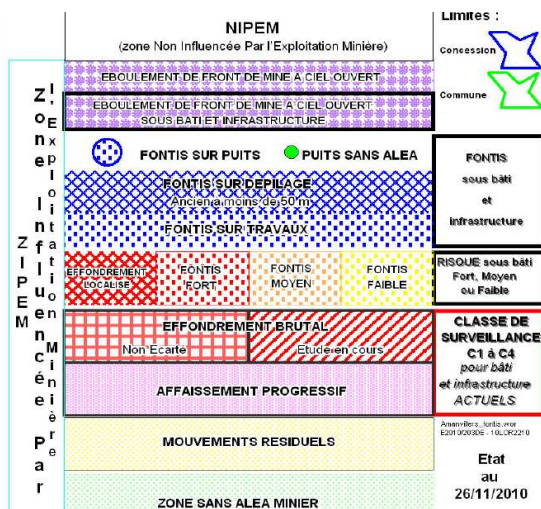 NIPEM
(zone Non Influencée Par l'Exploitation Minière)
Limites :
Concession
Commune
ZIPEM
Zone Influencée Par
l'Exploitation Minière
EBOULEMENT DE FRONT DE MINE A CIEL OUVERT
EBOULEMENT DE FRONT DE MINE A CIEL OUVERT
SOUS BATI ET INFRASTRUCTURE
FONTIS SUR PUITS
PUITS SANS ALEA
FONTIS SUR DEPILAGE
Ancien a moins de 50 m
FONTIS SUR TRAVAUX
FONTIS
sous bâti
et
infrastructure
EFFONDREMENT
LOCALISE
FONTIS
FORT
FONTIS
MOYEN
FONTIS
FAIBLE
RISQUE sous bâti
Fort, Moyen
ou Faible
EFFONDREMENT BRUTAL
Non Ecarté
Etude en cours
AFFAISSEMENT PROGRESSIF
CLASSE DE
SURVEILLANCE
C1 à C4
pour bâti
et infrastructure
ACTUELS
MOUVEMENTS RESIDUELS
Amanvillers_fontis.wor
E2010/203DE - 10LOR2210
Etat
au
26/11/2010
ZONE SANS ALEA MINIER